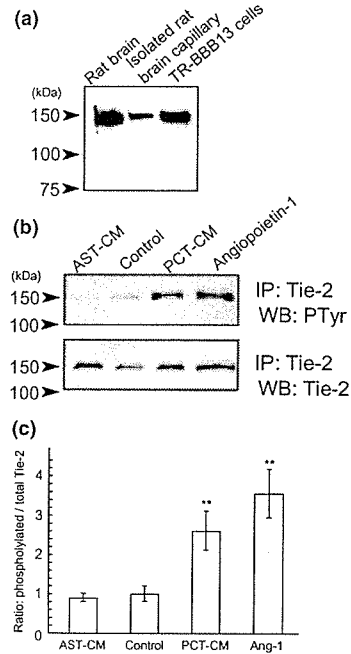 (a)
Rat brain
Isolated rat
brain capillary
TR-BBB13 cells
(kDa)
150
100
75
(b)
AST-CM
Control
PCT-CM
Angiopoietin-1
(kDa)
150
100
IP: Tie-2
WB: PTyr
150
100
IP: Tie-2
WB: Tie-2
(c)
Ratio: phospholylated / total Tie-2
4
3
2
1
0
**
**
AST-CM
Control
PCT-CM
Ang-1